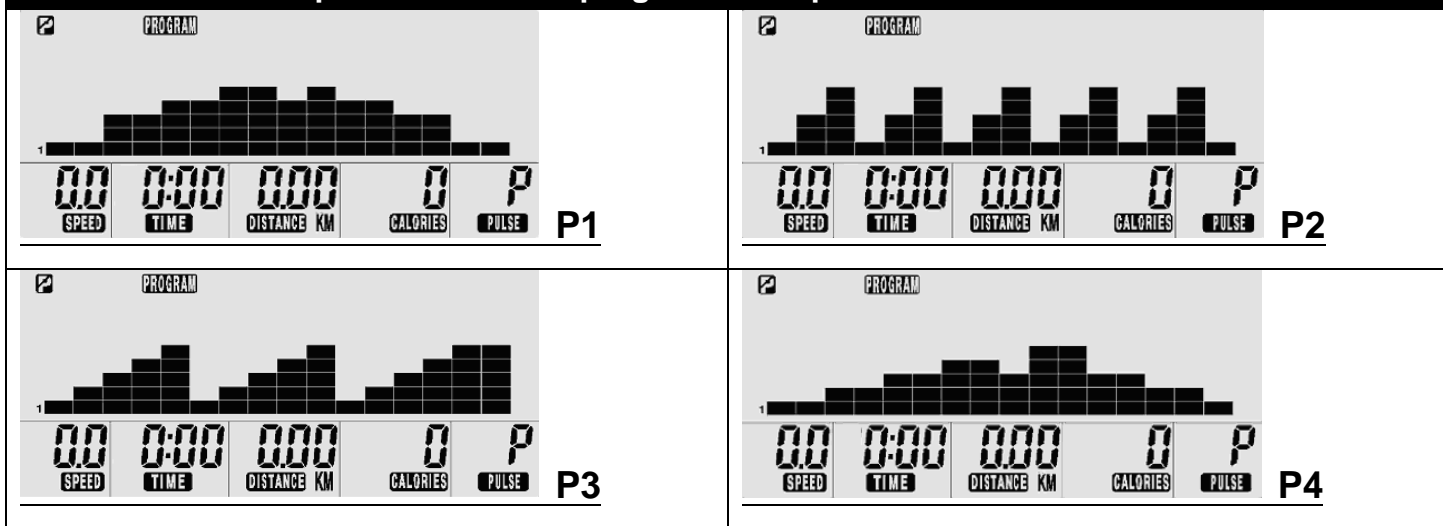 PROGRAM
1
0.0 0:00 0.00 0 P
SPEED TIME DISTANCE KM CALORIES PULSE P1
PROGRAM
1
0.0 0:00 0.00 0 P
SPEED TIME DISTANCE KM CALORIES PULSE P2
PROGRAM
1
0.0 0:00 0.00 0 P
SPEED TIME DISTANCE KM CALORIES PULSE P3
PROGRAM
1
0.0 0:00 0.00 0 P
SPEED TIME DISTANCE KM CALORIES PULSE P4